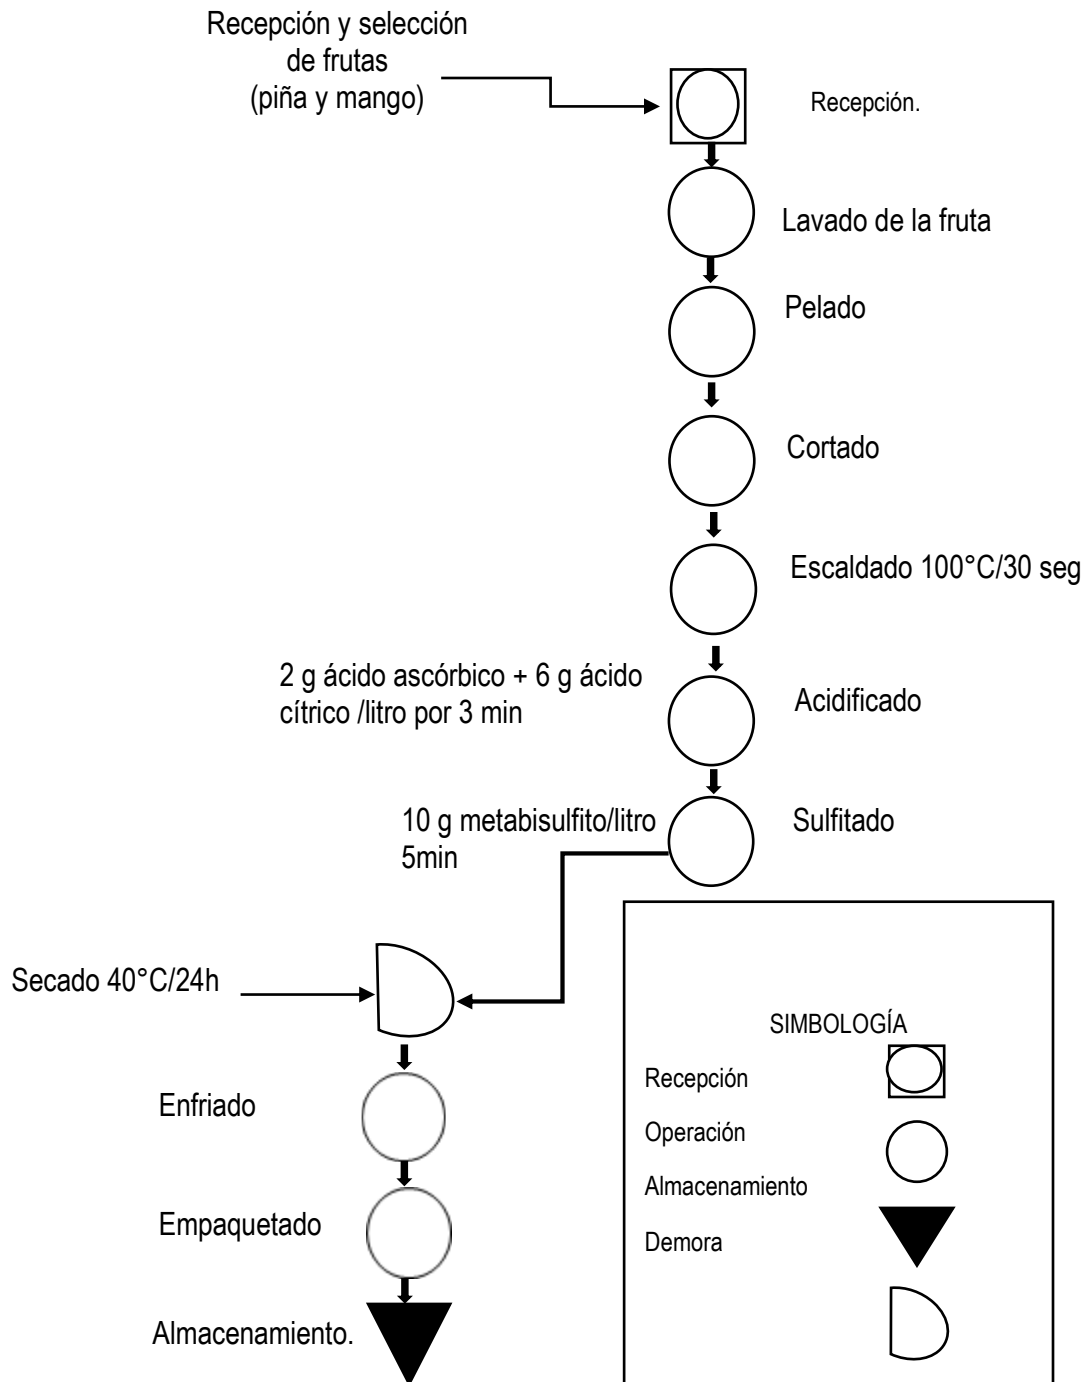 Recepción y selección
de frutas
(piña y mango)
Recepción.
Lavado de la fruta
Pelado
Cortado
Escaldado 100°C/30 seg
2 g ácido ascórbico + 6 g ácido
cítrico /litro por 3 min
Acidificado
10 g metabisulfito/litro
5min
Sulfitado
Secado 40°C/24h
Enfriado
Empaquetado
Almacenamiento.
SIMBOLOGÍA
Recepción
Operación
Almacenamiento
Demora